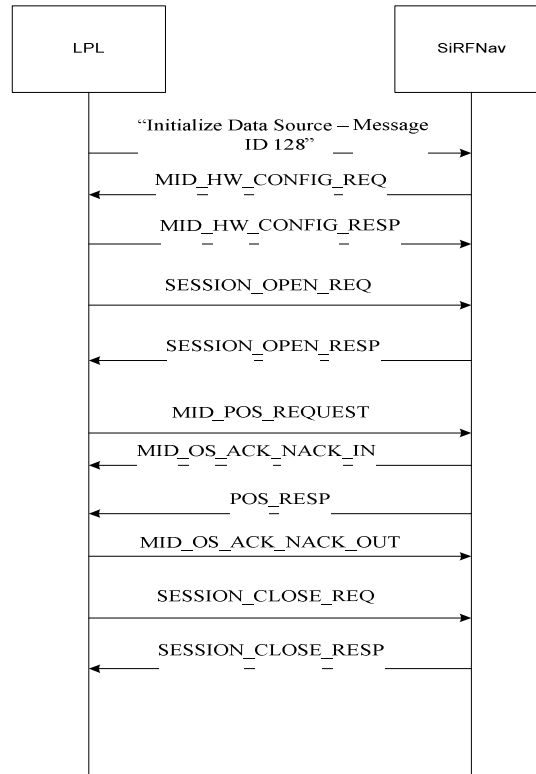 LPL
SiRFNav
“Initialize Data Source – Message
ID 128”
MID_HW_CONFIG_REQ
MID_HW_CONFIG_RESP
SESSION_OPEN_REQ
SESSION_OPEN_RESP
MID_POS_REQUEST
MID_OS_ACK_NACK_IN
POS_RESP
MID_OS_ACK_NACK_OUT
SESSION_CLOSE_REQ
SESSION_CLOSE_RESP